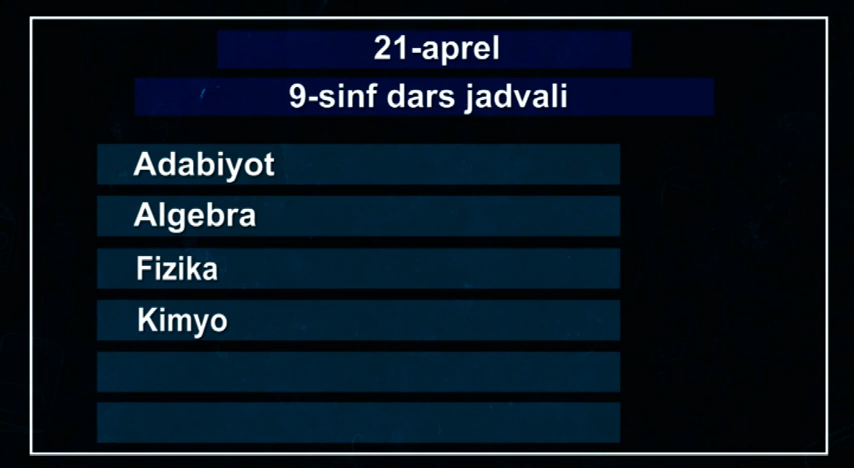 21-aprel
9-sinf dars jadvali
Adabiyot
Algebra
Fizika
Kimyo